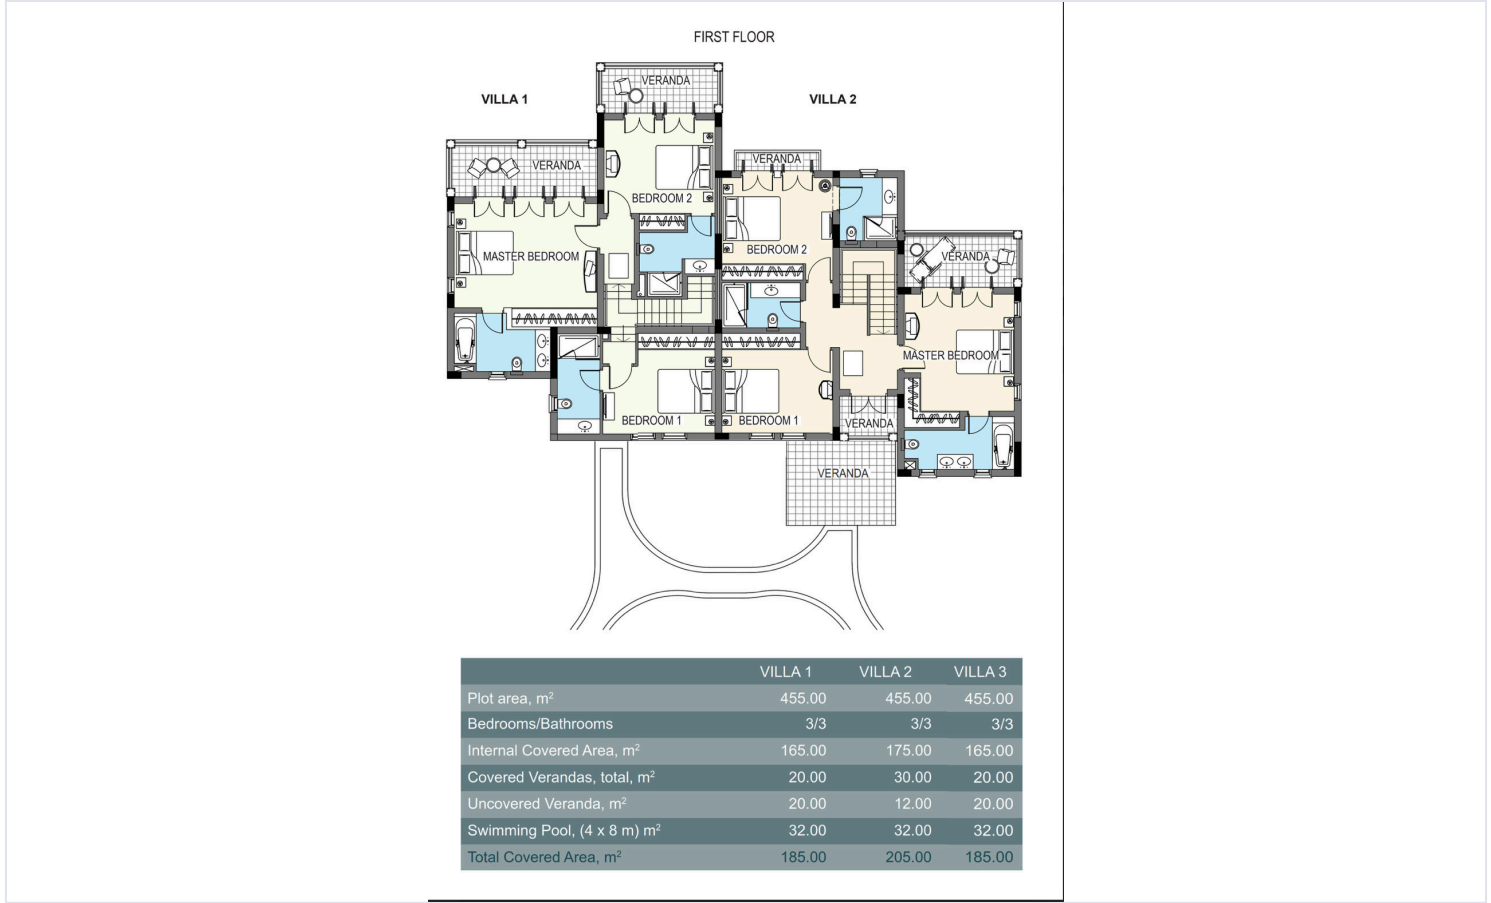 FIRST FLOOR
VERANDA
VILLA 1
VILLA 2
VERANDA
VERANDA
BEDROOM 2
BEDROOM 2
MASTER BEDROOM
VERANDA
MASTER BEDROOM
BEDROOM 1
BEDROOM 1
VERANDA
VERANDA
VILLA 1 VILLA 2 VILLA 3
Plot area, m² 455.00 455.00 455.00
Bedrooms/Bathrooms 3/3 3/3 3/3
Internal Covered Area, m² 165.00 175.00 165.00
Covered Verandas, total, m² 20.00 30.00 20.00
Uncovered Veranda, m² 20.00 12.00 20.00
Swimming Pool, (4 x 8 m) m² 32.00 32.00 32.00
Total Covered Area, m² 185.00 205.00 185.00